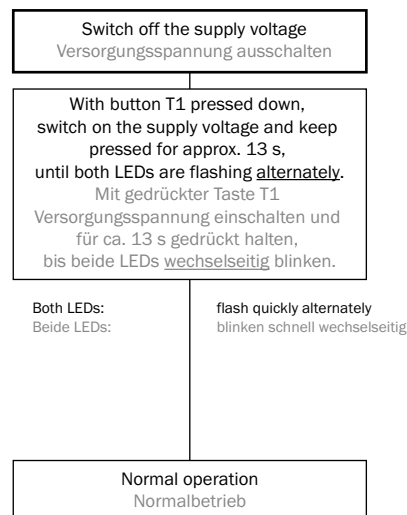 Switch off the supply voltage
Versorgungsspannung ausschalten
With button T1 pressed down,
switch on the supply voltage and keep
pressed for approx. 13 s,
until both LEDs are flashing alternately.
Mit gedrückter Taste T1
Versorgungsspannung einschalten und
für ca. 13 s gedrückt halten,
bis beide LEDs wechselseitig blinken.
Both LEDs: flash quickly alternately
Beide LEDs: blinken schnell wechselseitig
Normal operation
Normalbetrieb